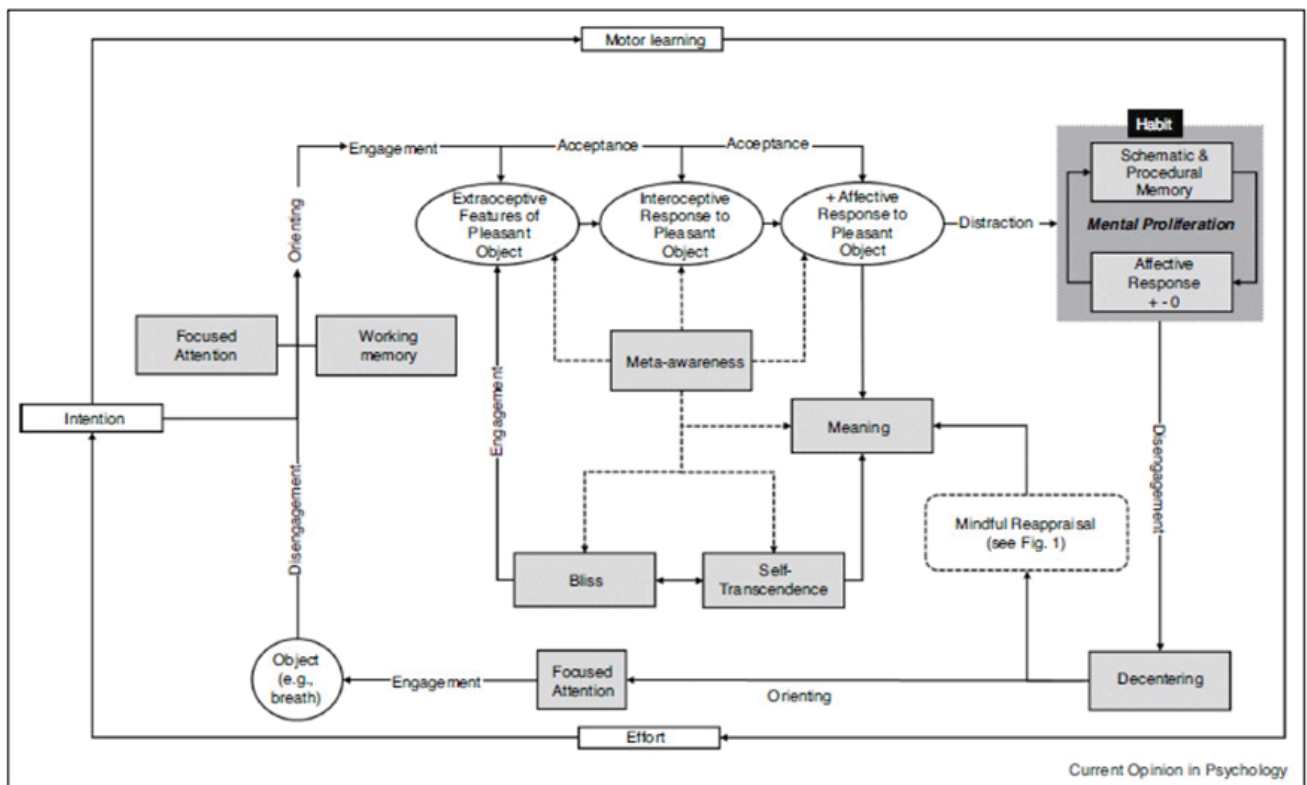 Motor learning
Habit
Engagement
Acceptance
Acceptance
Schematic &
Procedural
Memory
Orienting
Extraoceptive
Features of
Pleasant
Object
Interoceptive
Response to
Pleasant
Object
+ Affective
Response to
Pleasant
Object
Distraction
Mental Proliferation
Affective
Response
+ - 0
Focused
Attention
Working
memory
Meta-awareness
Intention
Engagement
Meaning
Disengagement
Disengagement
Mindful Reappraisal
(see Fig. 1)
Bliss
Self-
Transcendence
Object
(e.g.,
breath)
Engagement
Focused
Attention
Orienting
Decentering
Effort
Current Opinion in Psychology